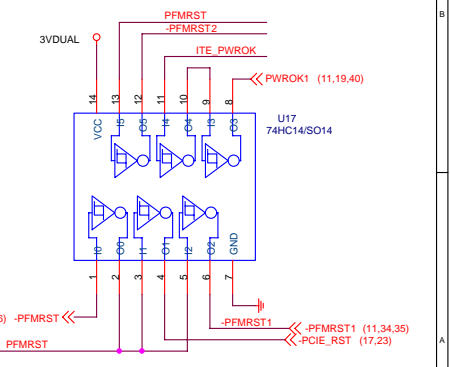 B
PFMRST
-PFMRST2
3VDUAL
ITE_PWROK
PWROK1 (11,19,40)
14
13
12
11
10
9
8
U17
74HC14/SO14
VCC
I5
O5
I4
O4
I3
O3
I0
O0
I1
O1
I2
O2
GND
1
2
3
4
5
6
7
) -PFMRST
-PFMRST1
-PFMRST1 (11,34,35)
-PCIE_RST (17,23)
PFMRST
A